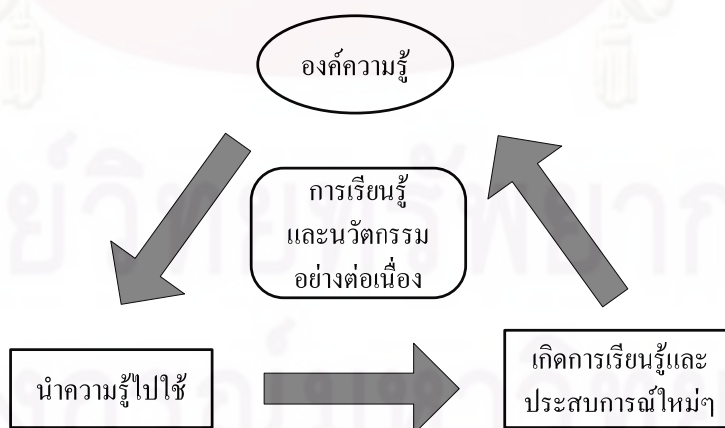 องค์ความรู้
การเรียนรู้
และนวัตกรรม
อย่างต่อเนื่อง
นำความรู้ไปใช้
เกิดการเรียนรู้และ
ประสบการณ์ใหม่ๆ